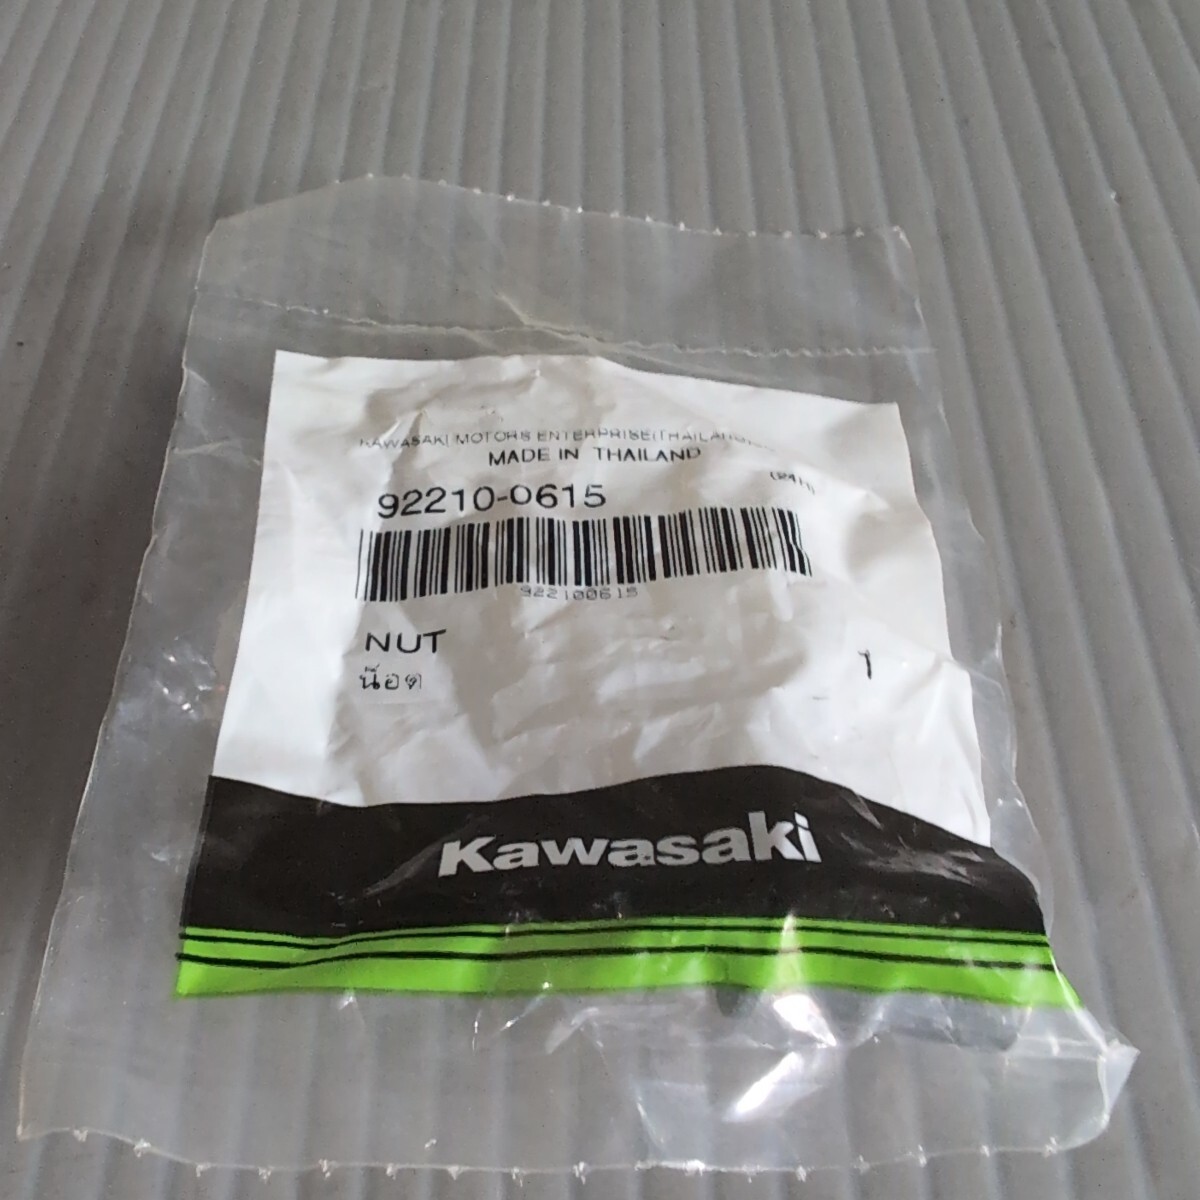 KAWASAKI MOTORS ENTERPRISE(THAILAND)
MADE IN THAILAND
92210-0615
922100615
NUT
น๊อต
1
Kawasaki